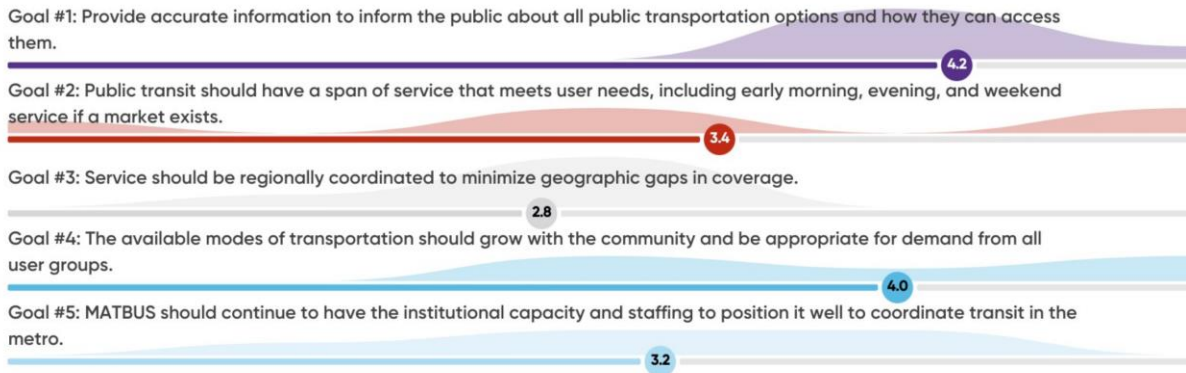 Goal #1: Provide accurate information to inform the public about all public transportation options and how they can access
them.
4.2
Goal #2: Public transit should have a span of service that meets user needs, including early morning, evening, and weekend
service if a market exists.
3.4
Goal #3: Service should be regionally coordinated to minimize geographic gaps in coverage.
2.8
Goal #4: The available modes of transportation should grow with the community and be appropriate for demand from all
user groups.
4.0
Goal #5: MATBUS should continue to have the institutional capacity and staffing to position it well to coordinate transit in the
metro.
3.2